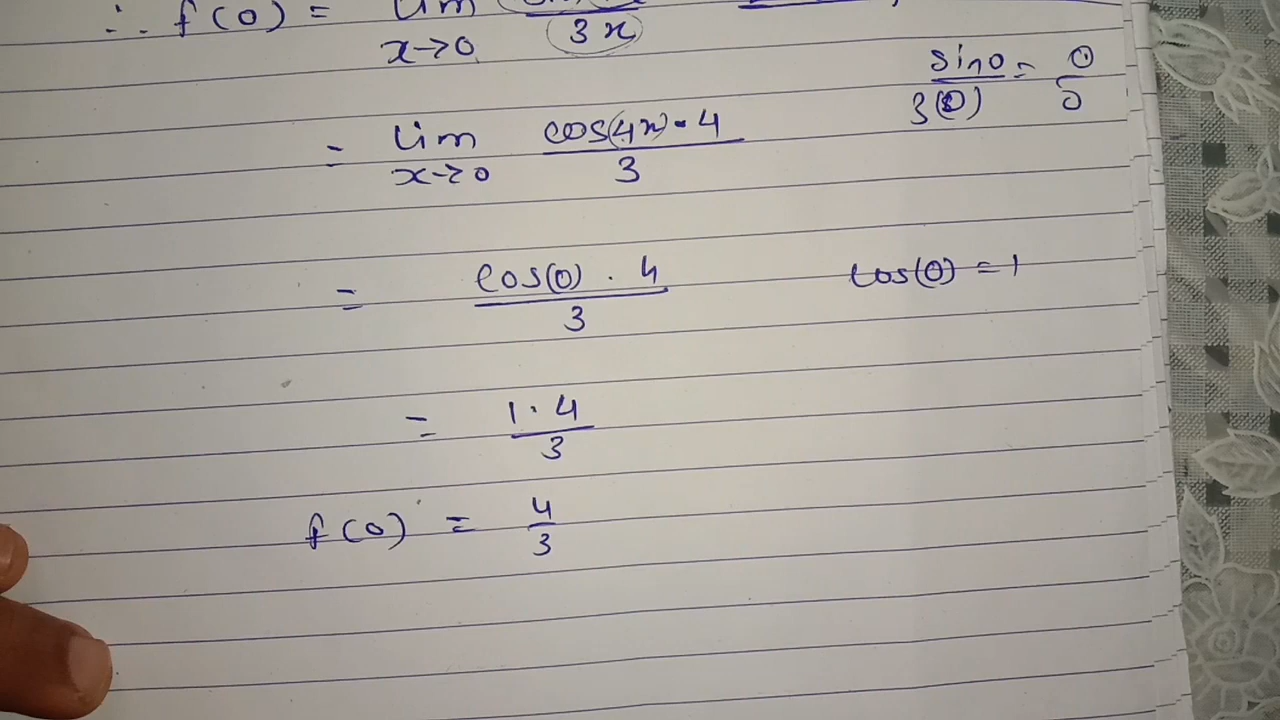 ∴ f(0) = lim
x→0 3x
sin0 = 0
3(0) 0
= lim cos(4x)·4
x→0 3
= cos(0) · 4 cos(0) = 1
3
= 1·4
3
f(0) = 4
3